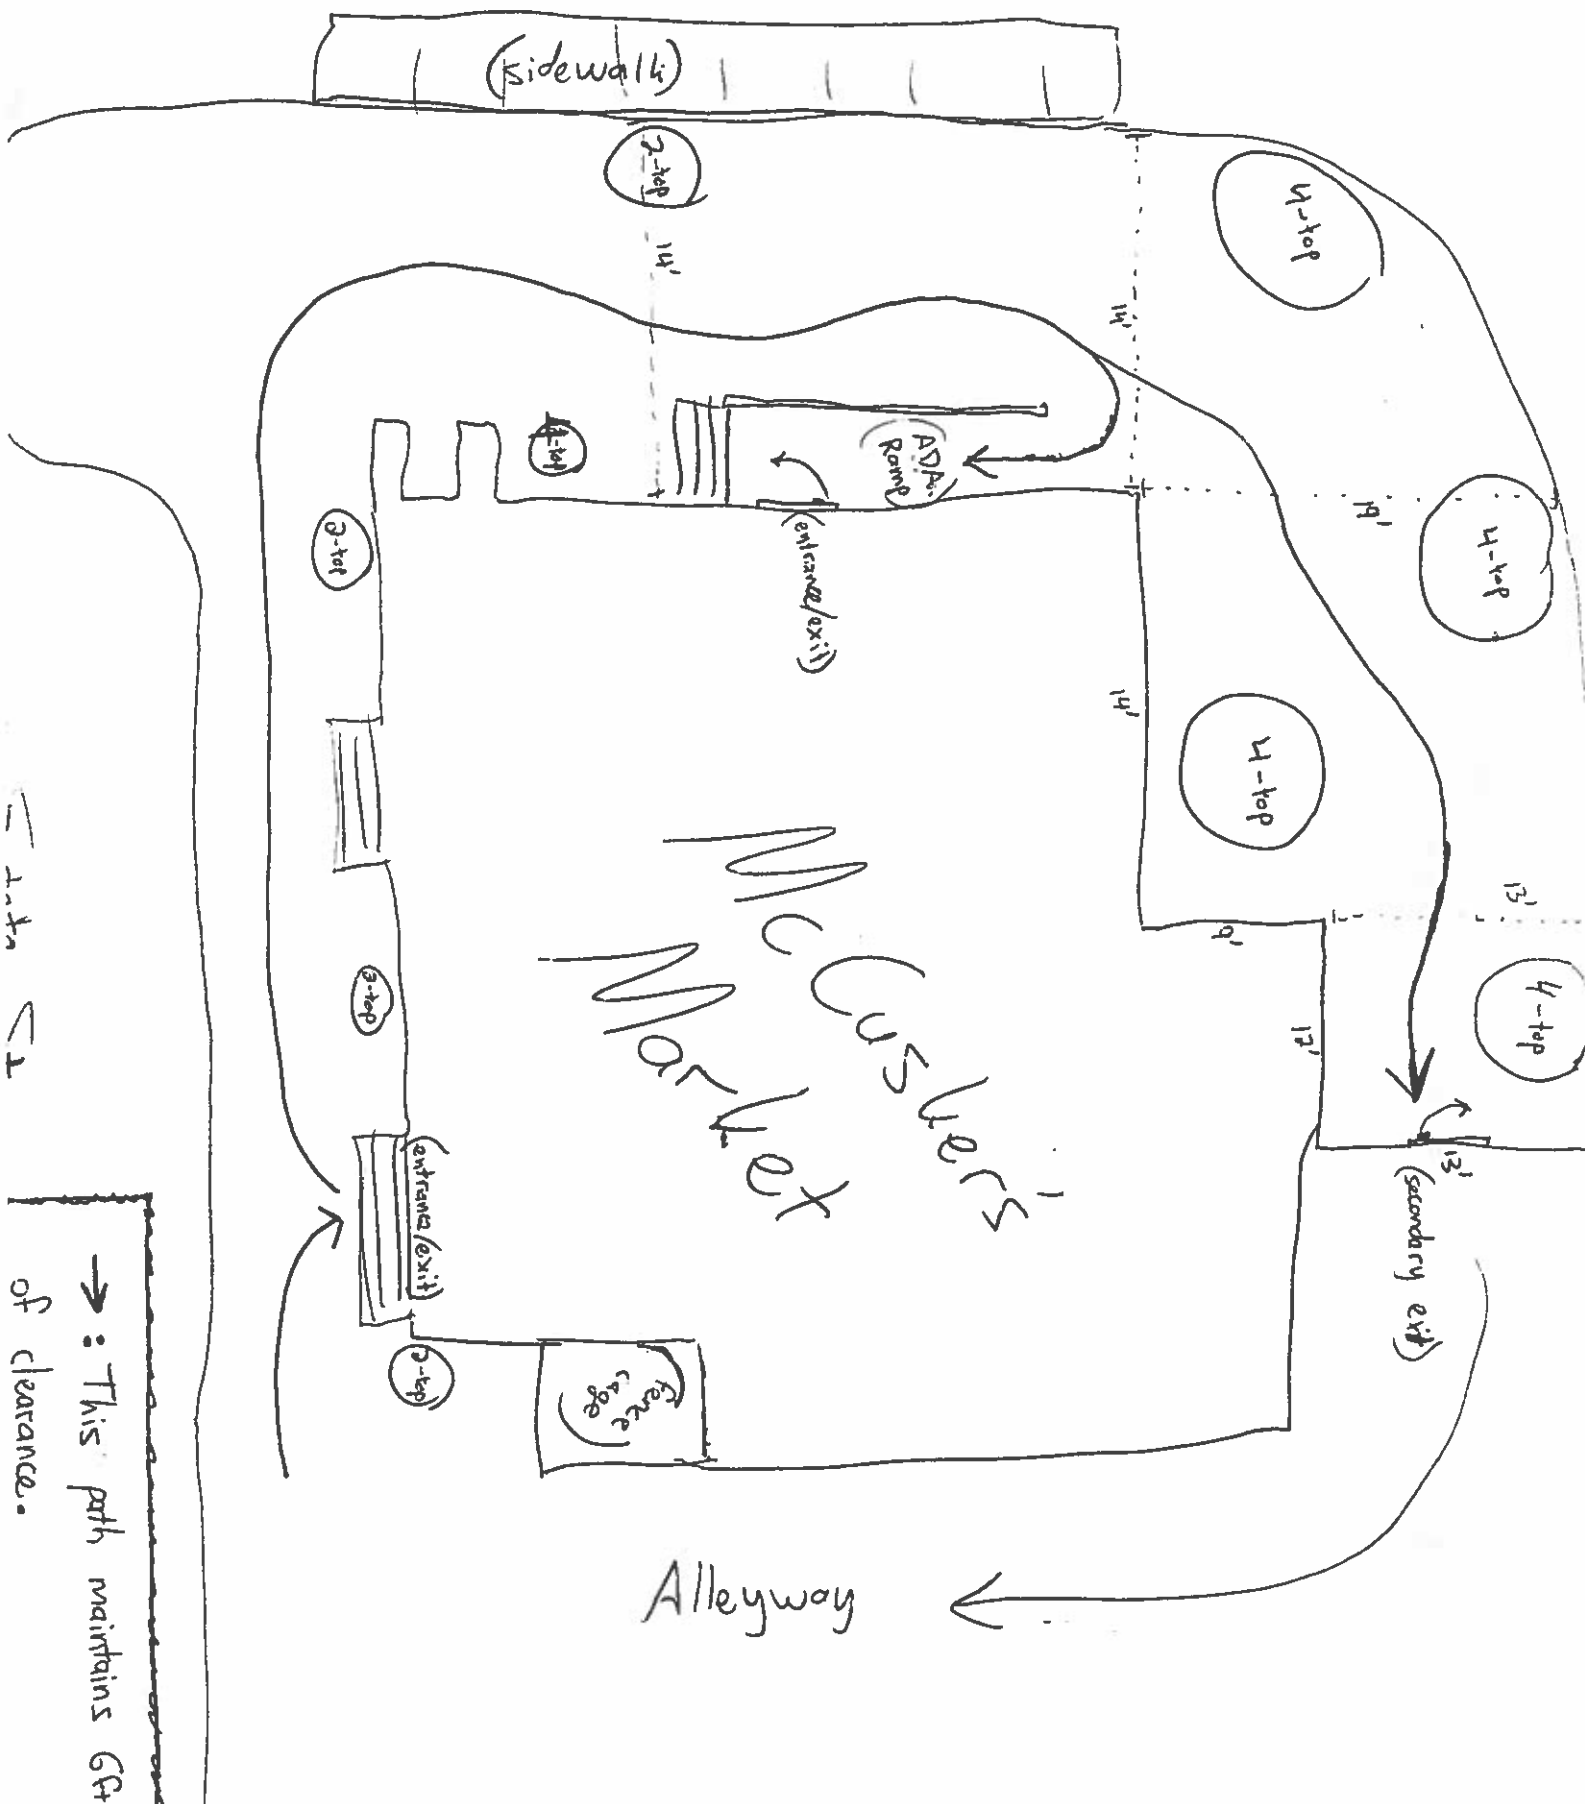 (sidewalk)
2-top
14'
14'
4-top
4-top
19'
(ADA
Ramp)
(entrance/exit)
2-top
14'
4-top
13'
9'
4-top
17'
13'
(secondary exit)
McCusker's
Market
2-top
(entrance/exit)
2-top
(fence
cage)
Alleyway
→ : This path maintains 6ft
of clearance.